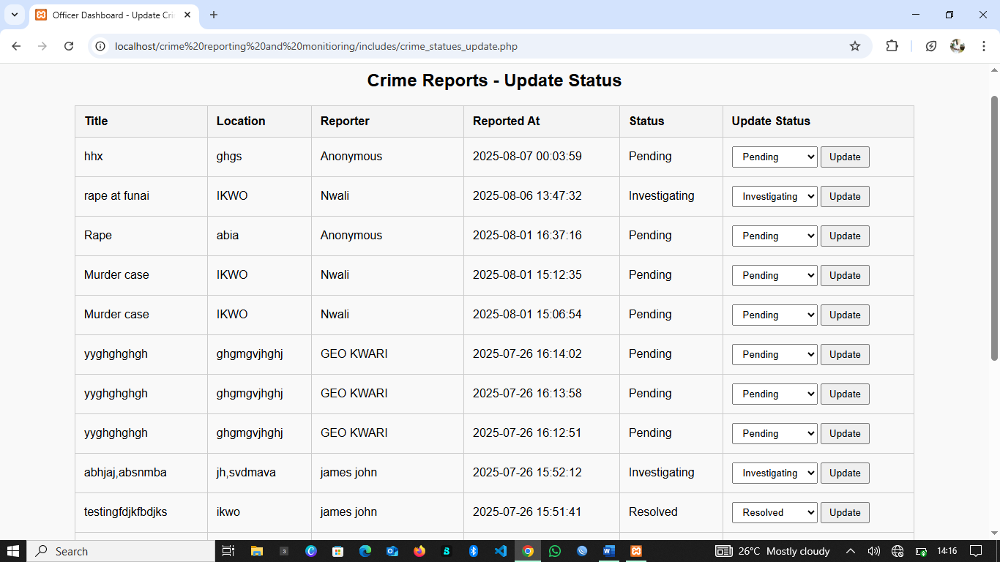 Officer Dashboard - Update Cri
localhost/crime%20reporting%20and%20monitioring/includes/crime_statues_update.php
Crime Reports - Update Status
Title Location Reporter Reported At Status Update Status
hhx ghgs Anonymous 2025-08-07 00:03:59 Pending Pending Update
rape at funai IKWO Nwali 2025-08-06 13:47:32 Investigating Investigating Update
Rape abia Anonymous 2025-08-01 16:37:16 Pending Pending Update
Murder case IKWO Nwali 2025-08-01 15:12:35 Pending Pending Update
Murder case IKWO Nwali 2025-08-01 15:06:54 Pending Pending Update
yyghghghgh ghgmgvjhghj GEO KWARI 2025-07-26 16:14:02 Pending Pending Update
yyghghghgh ghgmgvjhghj GEO KWARI 2025-07-26 16:13:58 Pending Pending Update
yyghghghgh ghgmgvjhghj GEO KWARI 2025-07-26 16:12:51 Pending Pending Update
abhjaj,absnmba jh,svdmava james john 2025-07-26 15:52:12 Investigating Investigating Update
testingfdjkfbdjks ikwo james john 2025-07-26 15:51:41 Resolved Resolved Update
Search 3 26°C Mostly cloudy 14:16